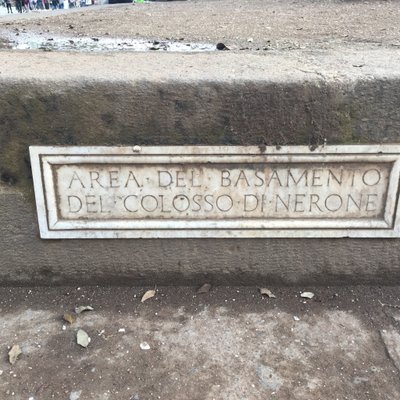 AREA DEL BASAMENTO
DEL COLOSSO DI NERONE